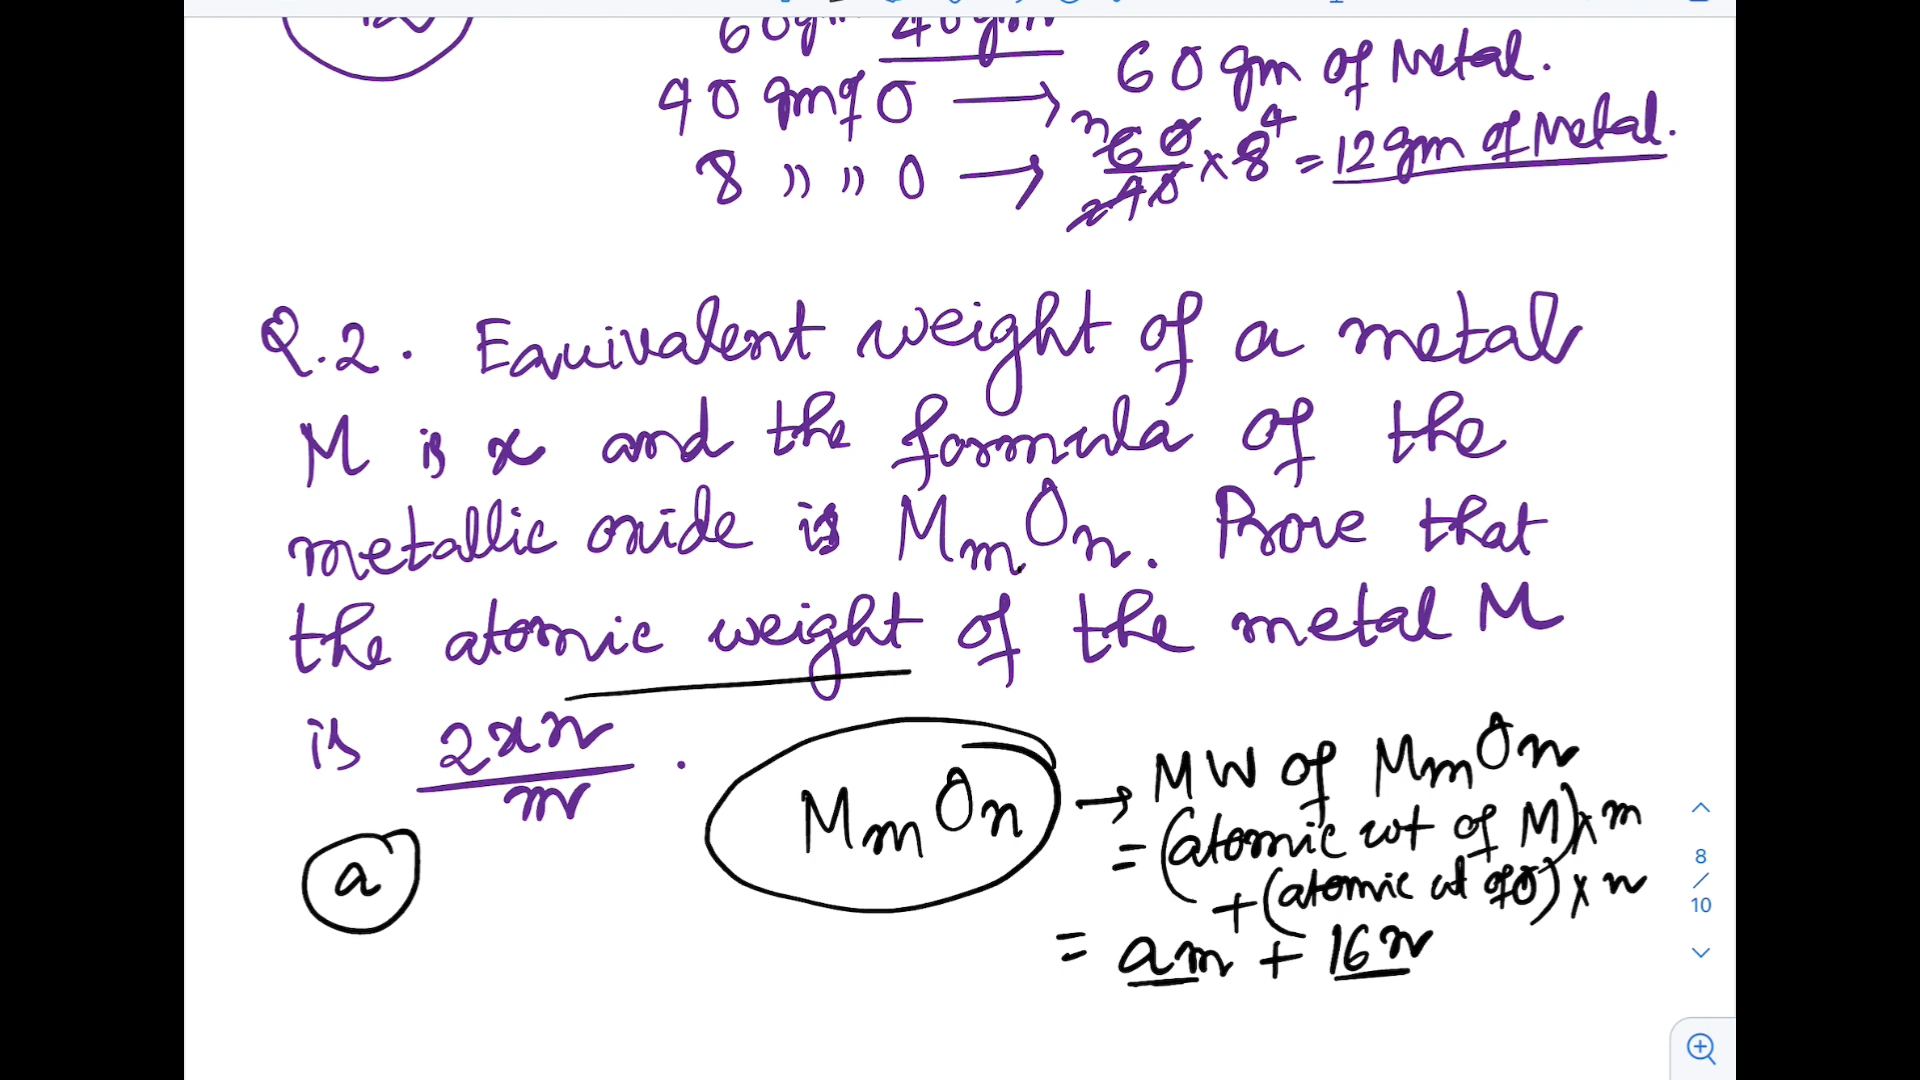 60gm 40gm
40 gm of O → 60 gm of Metal.
8 〃 〃 O → 60/40 × 8 = 12 gm of Metal.
Q.2. Equivalent weight of a metal
M is x and the formula of the
metallic oxide is MmOn. Prove that
the atomic weight of the metal M
is 2xn/m.
a
MmOn → MW of MmOn
= (atomic wt of M) x m
+ (atomic wt of O) x n
= am + 16n
8
/
10